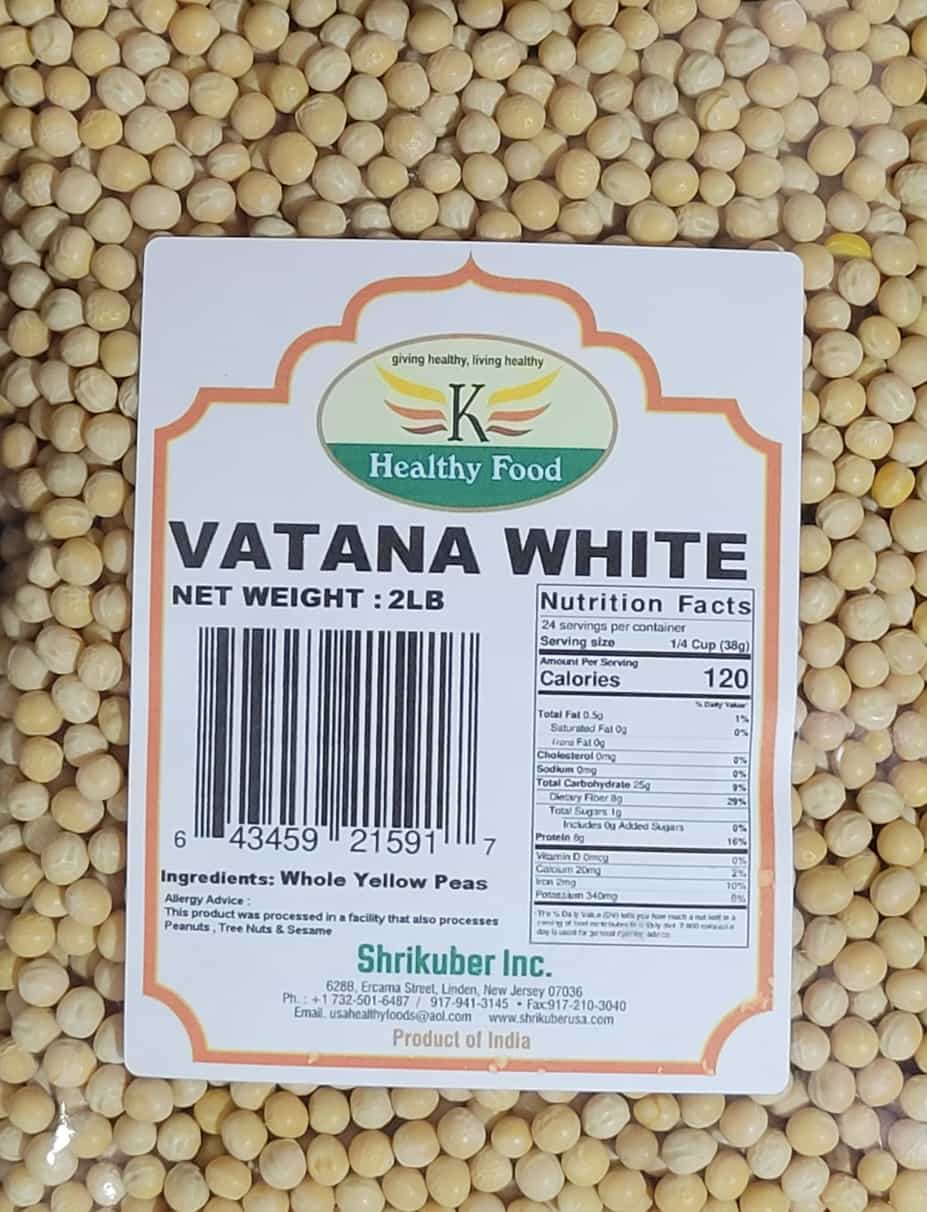 giving healthy, living healthy
K
Healthy Food
VATANA WHITE
NET WEIGHT : 2LB
6 43459 21591 7
Nutrition Facts
24 servings per container
Serving size 1/4 Cup (38g)
Amount Per Serving
Calories 120
% Daily Value
Total Fat 0.5g 1%
Saturated Fat 0g 0%
Trans Fat 0g
Cholesterol 0mg 0%
Sodium 0mg 0%
Total Carbohydrate 25g 9%
Dietary Fiber 8g 29%
Total Sugars 1g
Includes 0g Added Sugars 0%
Protein 8g 16%
Vitamin D 0mcg 0%
Calcium 20mg 2%
Iron 2mg 10%
Potassium 340mg 8%
Ingredients: Whole Yellow Peas
Allergy Advice :
This product was processed in a facility that also processes
Peanuts , Tree Nuts & Sesame
Shrikuber Inc.
628B, Ercama Street, Linden, New Jersey 07036
Ph. : +1 732-501-6487 / 917-941-3145 • Fax:917-210-3040
Email. usahealthyfoods@aol.com www.shrikuberusa.com
Product of India